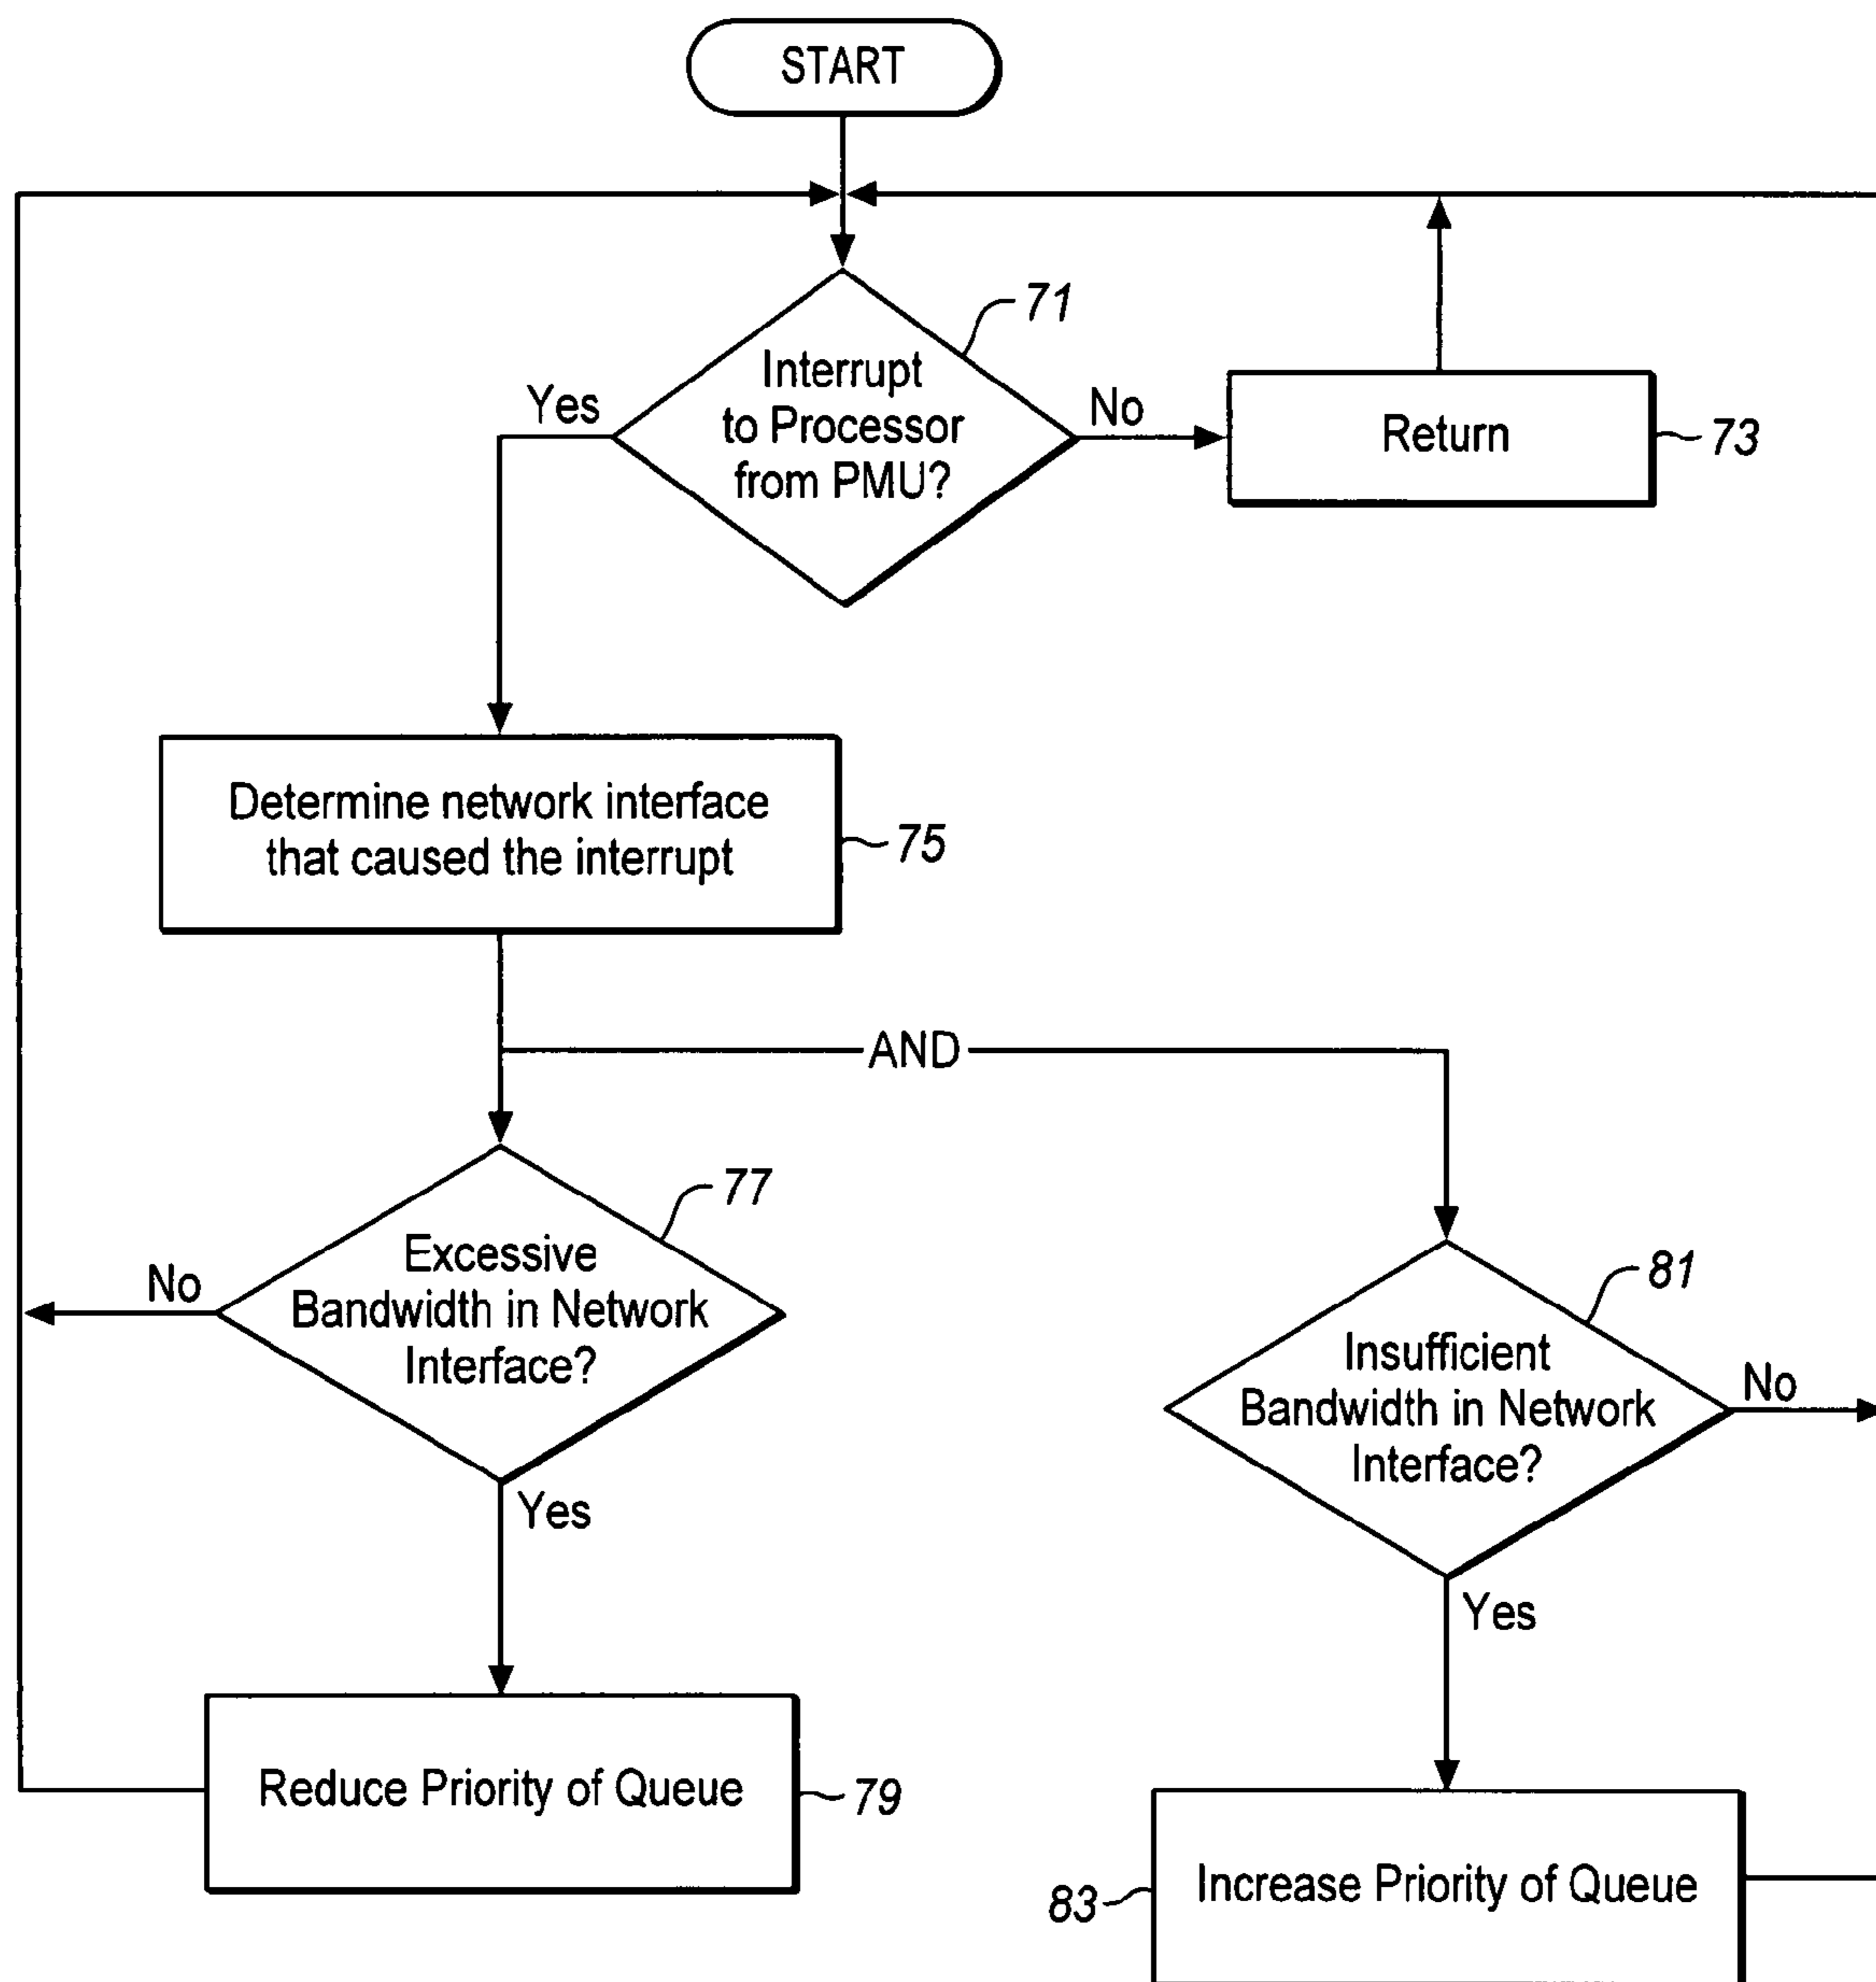 START
71
Interrupt
to Processor
from PMU?
Yes
No
Return
73
Determine network interface
that caused the interrupt
75
AND
77
Excessive
Bandwidth in Network
Interface?
No
Yes
81
Insufficient
Bandwidth in Network
Interface?
No
Yes
Reduce Priority of Queue
79
83
Increase Priority of Queue